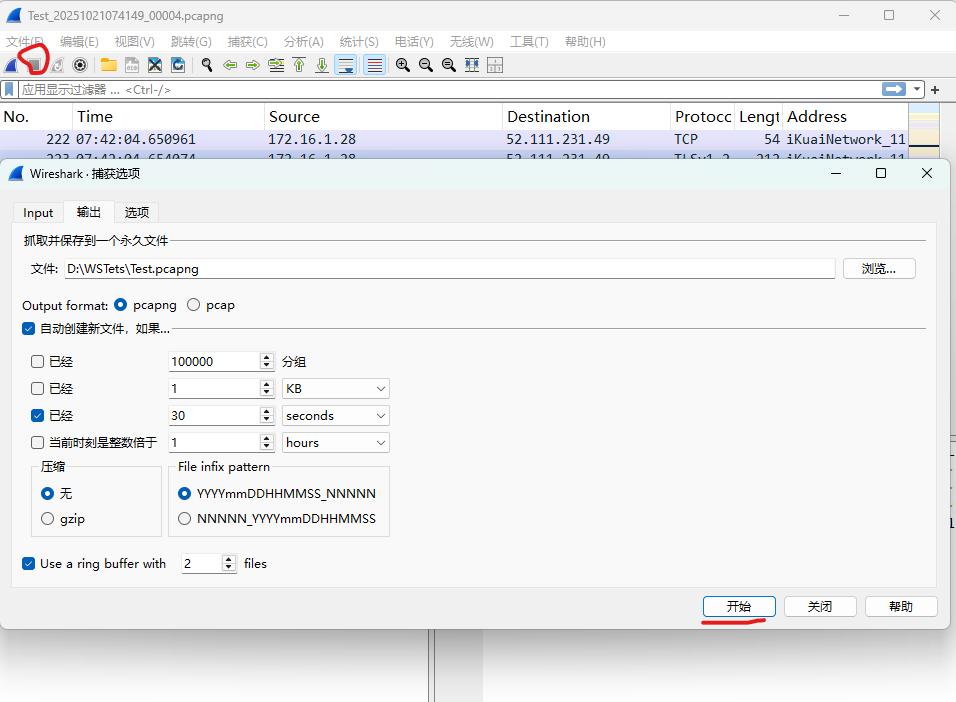 Test_20251021074149_00004.pcapng
文件(F) 编辑(E) 视图(V) 跳转(G) 捕获(C) 分析(A) 统计(S) 电话(Y) 无线(W) 工具(T) 帮助(H)
应用显示过滤器 … <Ctrl-/>
No. Time Source Destination Protocc Lengt Address
222 07:42:04.650961 172.16.1.28 52.111.231.49 TCP 54 iKuaiNetwork_11
223 07:42:04.654074 172.16.1.28 52.111.231.49 TLSv1.2 212 iKuaiNetwork_11
Wireshark · 捕获选项
Input 输出 选项
抓取并保存到一个永久文件
文件: D:\WSTets\Test.pcapng 浏览...
Output format: pcapng pcap
自动创建新文件，如果...
已经 100000 分组
已经 1 KB
已经 30 seconds
当前时刻是整数倍于 1 hours
压缩 File infix pattern
无 YYYYmmDDHHMMSS_NNNNN
gzip NNNNN_YYYYmmDDHHMMSS
Use a ring buffer with 2 files
开始 关闭 帮助